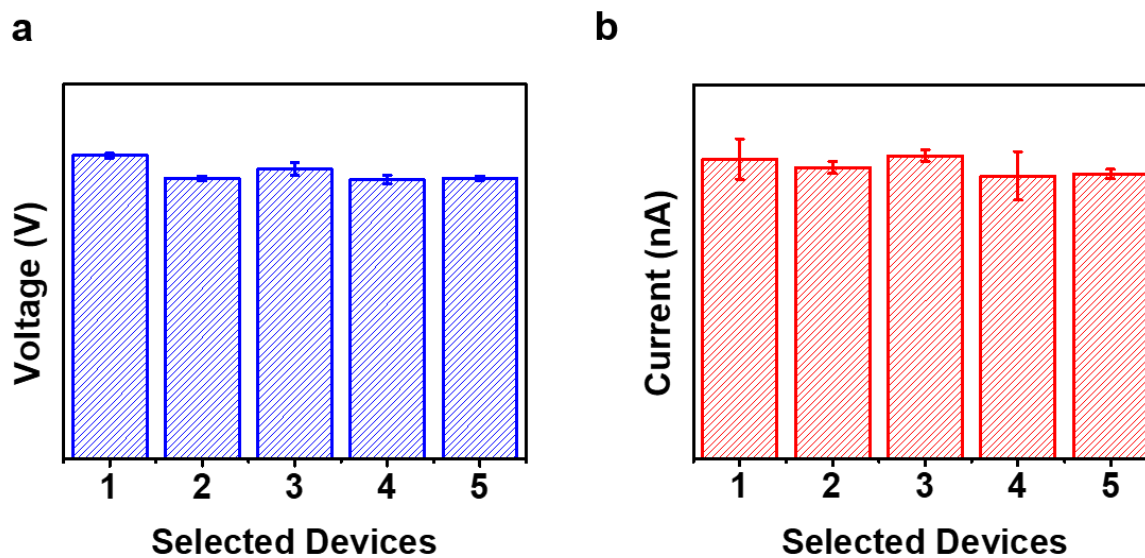 a
Voltage (V)
1 2 3 4 5
Selected Devices
b
Current (nA)
1 2 3 4 5
Selected Devices